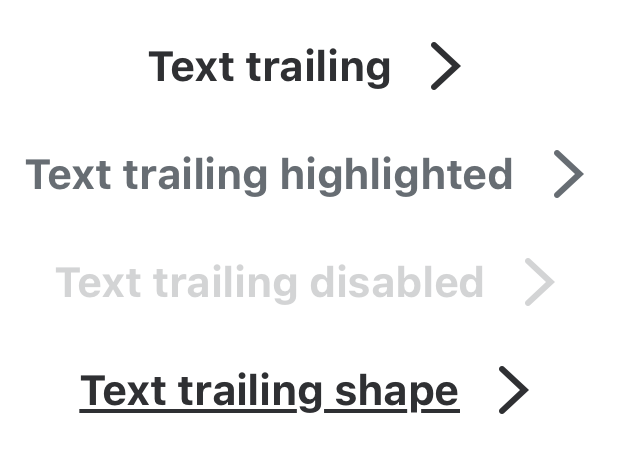 Text trailing
Text trailing highlighted
Text trailing disabled
Text trailing shape